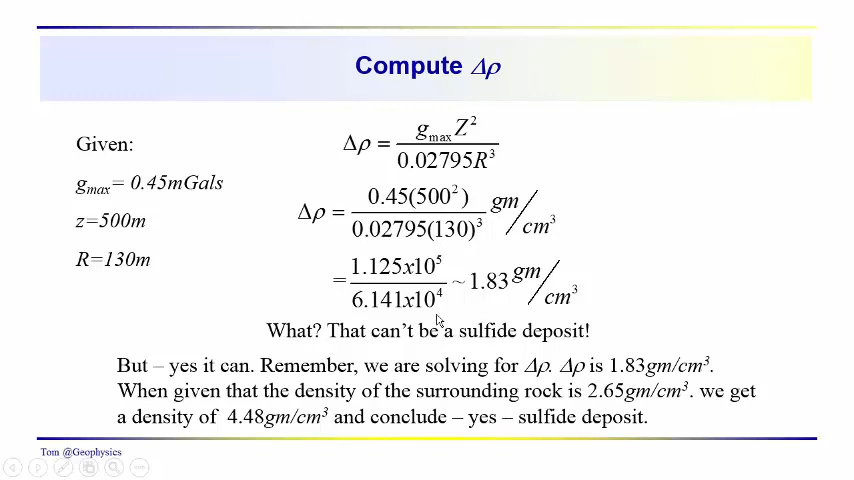 Compute Δρ
Given:
g_max= 0.45mGals
z=500m
R=130m
Δρ = g_max Z² / 0.02795R³
Δρ = 0.45(500²) / 0.02795(130)³ gm/cm³
= 1.125x10⁵ / 6.141x10⁴ ~ 1.83 gm/cm³
What? That can't be a sulfide deposit!
But – yes it can. Remember, we are solving for Δρ. Δρ is 1.83gm/cm³.
When given that the density of the surrounding rock is 2.65gm/cm³. we get
a density of 4.48gm/cm³ and conclude – yes – sulfide deposit.
Tom @Geophysics